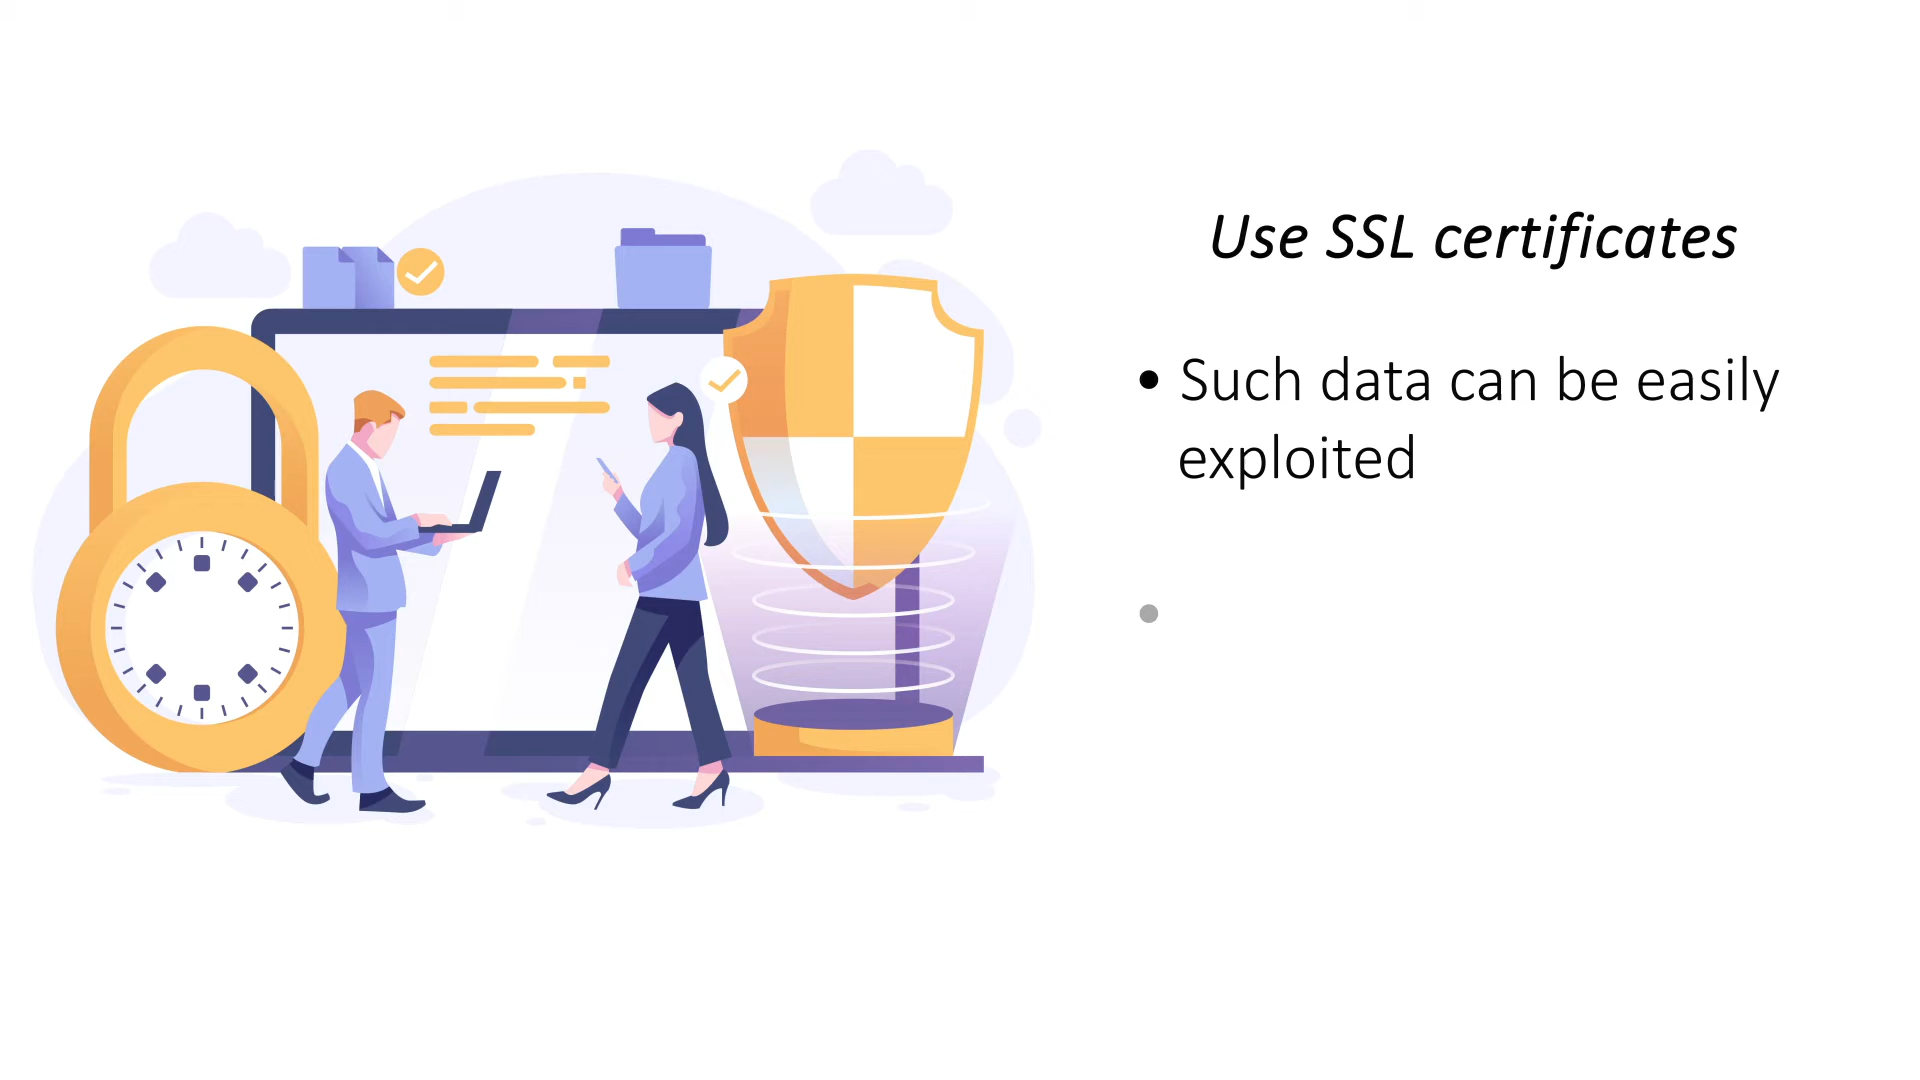 Use SSL certificates
• Such data can be easily
exploited
•